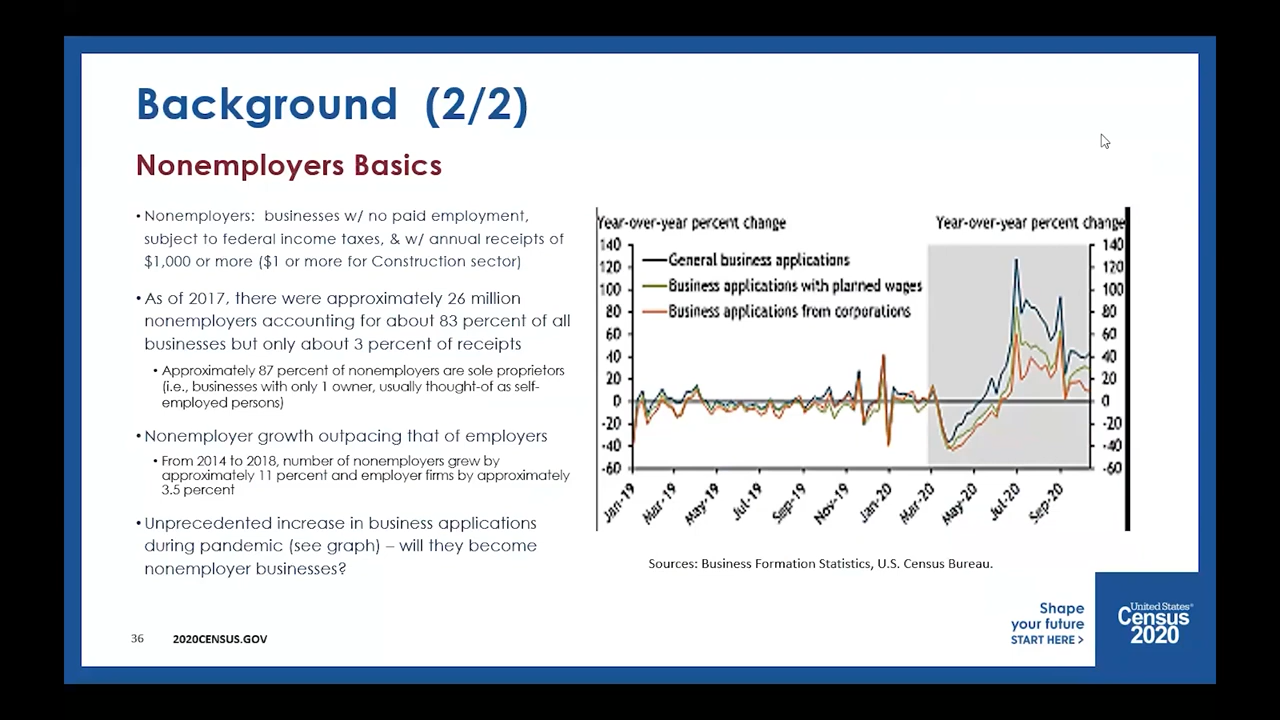 Background (2/2)
Nonemployers Basics
• Nonemployers: businesses w/ no paid employment,
subject to federal income taxes, & w/ annual receipts of
$1,000 or more ($1 or more for Construction sector)
• As of 2017, there were approximately 26 million
nonemployers accounting for about 83 percent of all
businesses but only about 3 percent of receipts
• Approximately 87 percent of nonemployers are sole proprietors
(i.e., businesses with only 1 owner, usually thought-of as self-
employed persons)
• Nonemployer growth outpacing that of employers
• From 2014 to 2018, number of nonemployers grew by
approximately 11 percent and employer firms by approximately
3.5 percent
• Unprecedented increase in business applications
during pandemic (see graph) – will they become
nonemployer businesses?
Year-over-year percent change
Year-over-year percent change
General business applications
Business applications with planned wages
Business applications from corporations
140
120
100
80
60
40
20
0
-20
-40
-60
140
120
100
80
60
40
20
0
-20
-40
-60
Jan-19
Mar-19
May-19
Jul-19
Sep-19
Nov-19
Jan-20
Mar-20
May-20
Jul-20
Sep-20
Sources: Business Formation Statistics, U.S. Census Bureau.
36
2020CENSUS.GOV
Shape
your future
START HERE >
United States®
Census
2020